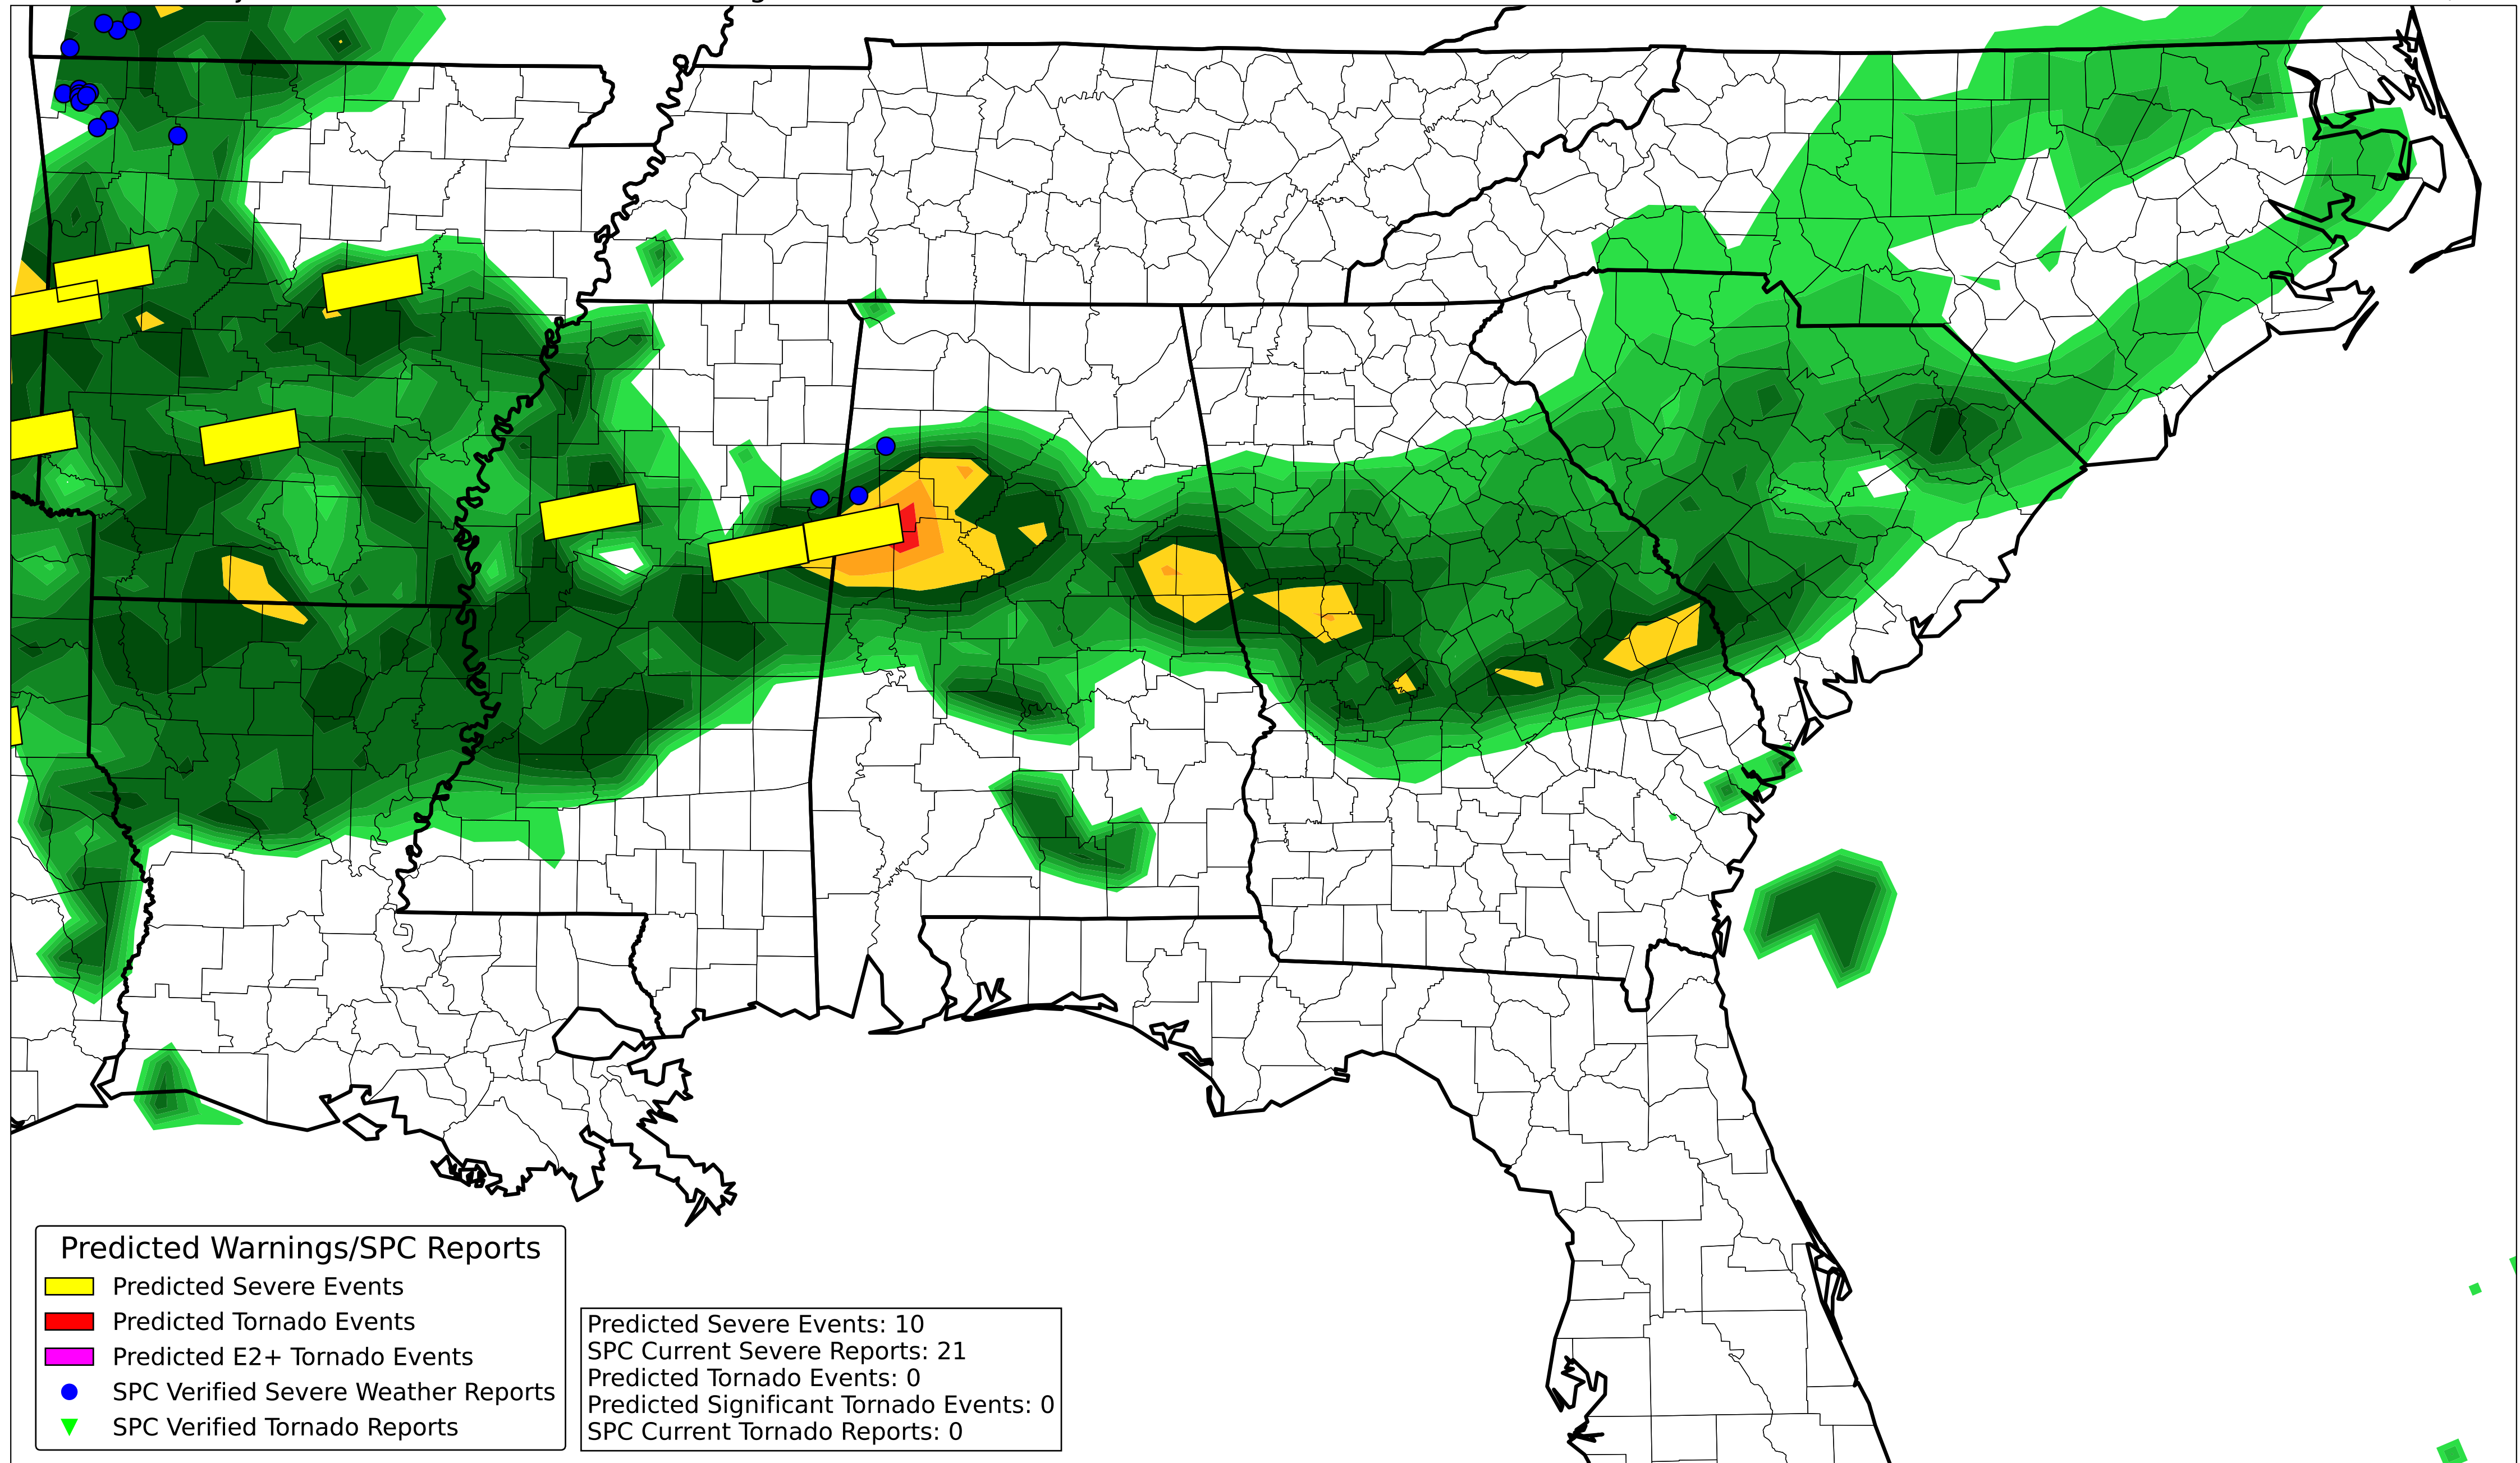 Predicted Warnings/SPC Reports
Predicted Severe Events
Predicted Tornado Events
Predicted E2+ Tornado Events
SPC Verified Severe Weather Reports
SPC Verified Tornado Reports
Predicted Severe Events: 10
SPC Current Severe Reports: 21
Predicted Tornado Events: 0
Predicted Significant Tornado Events: 0
SPC Current Tornado Reports: 0